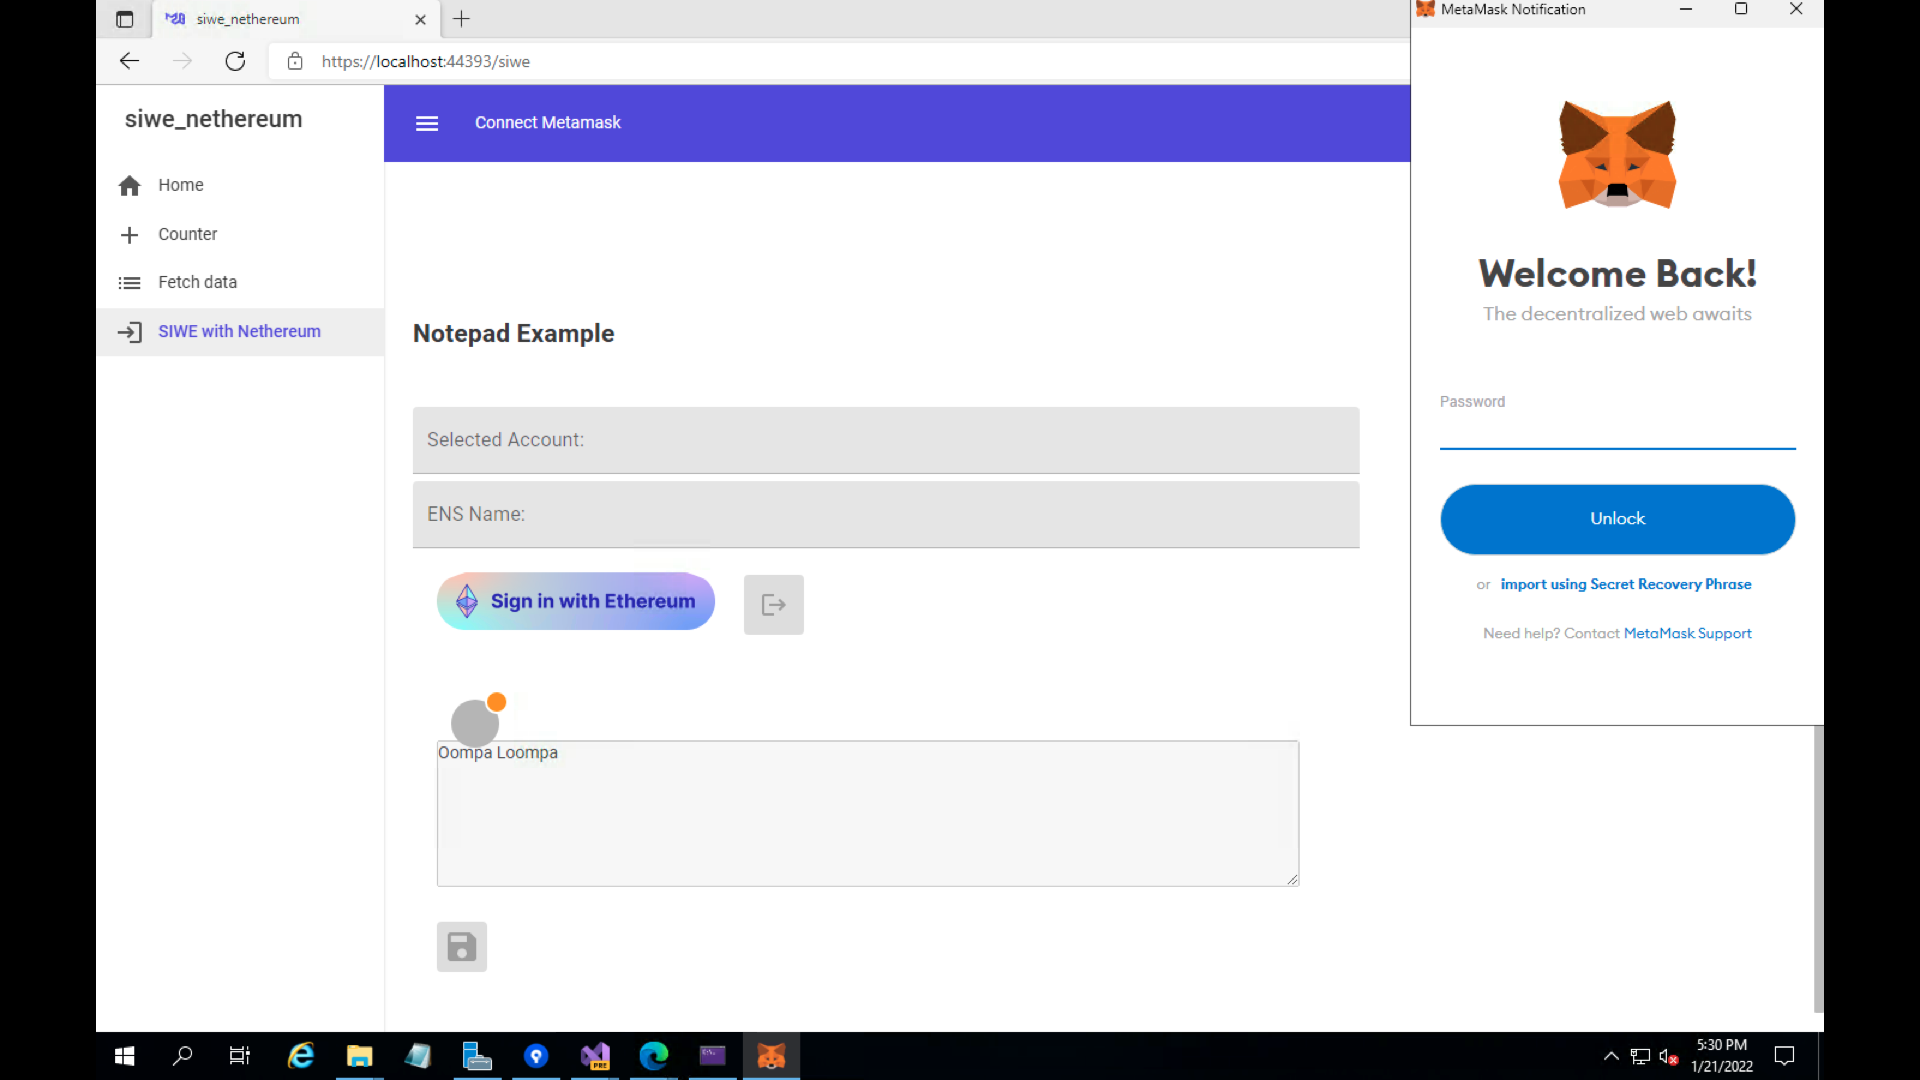 siwe_nethereum
https://localhost:44393/siwe
siwe_nethereum
Home
Counter
Fetch data
SIWE with Nethereum
Connect Metamask
Notepad Example
Selected Account:
ENS Name:
Sign in with Ethereum
Oompa Loompa
MetaMask Notification
Welcome Back!
The decentralized web awaits
Password
Unlock
or import using Secret Recovery Phrase
Need help? Contact MetaMask Support
PRE
5:30 PM
1/21/2022